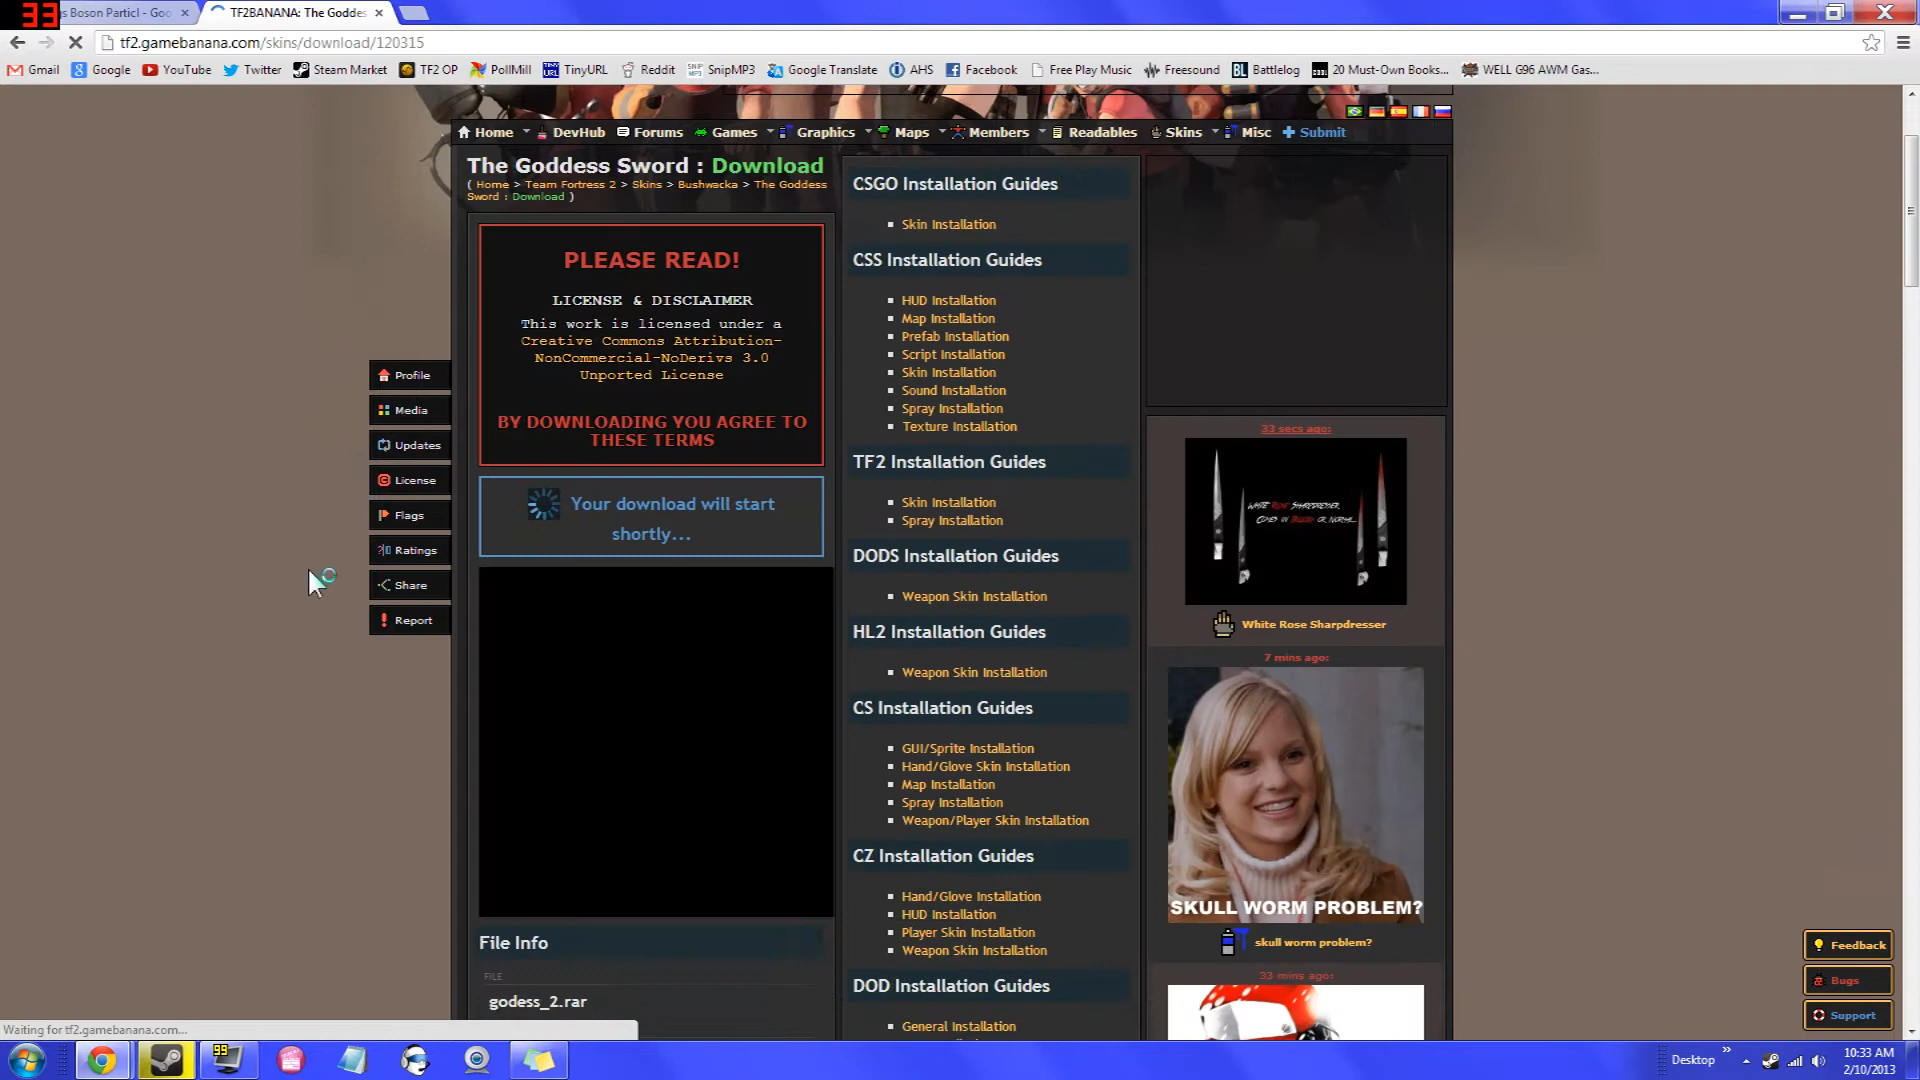 33
gs Boson Particl - Goo
TF2BANANA: The Goddes
tf2.gamebanana.com/skins/download/120315
Gmail Google YouTube Twitter Steam Market TF2 OP PollMill TinyURL Reddit SnipMP3 Google Translate AHS Facebook Free Play Music Freesound Battlelog 20 Must-Own Books... WELL G96 AWM Gas...
Home DevHub Forums Games Graphics Maps Members Readables Skins Misc Submit
The Goddess Sword : Download
( Home > Team Fortress 2 > Skins > Bushwacka > The Goddess
Sword : Download )
PLEASE READ!
LICENSE & DISCLAIMER
This work is licensed under a
Creative Commons Attribution-
NonCommercial-NoDerivs 3.0
Unported License
BY DOWNLOADING YOU AGREE TO
THESE TERMS
Your download will start
shortly...
Profile
Media
Updates
License
Flags
Ratings
Share
Report
File Info
FILE
godess_2.rar
CSGO Installation Guides
Skin Installation
CSS Installation Guides
HUD Installation
Map Installation
Prefab Installation
Script Installation
Skin Installation
Sound Installation
Spray Installation
Texture Installation
TF2 Installation Guides
Skin Installation
Spray Installation
DODS Installation Guides
Weapon Skin Installation
HL2 Installation Guides
Weapon Skin Installation
CS Installation Guides
GUI/Sprite Installation
Hand/Glove Skin Installation
Map Installation
Spray Installation
Weapon/Player Skin Installation
CZ Installation Guides
Hand/Glove Installation
HUD Installation
Player Skin Installation
Weapon Skin Installation
DOD Installation Guides
General Installation
33 secs ago:
WHITE ROSE SHARPDRESSER
COMES IN BLOODY OR NORMAL
White Rose Sharpdresser
7 mins ago:
SKULL WORM PROBLEM?
skull worm problem?
33 mins ago:
Feedback
Bugs
Support
Waiting for tf2.gamebanana.com...
99
Desktop
10:33 AM
2/10/2013